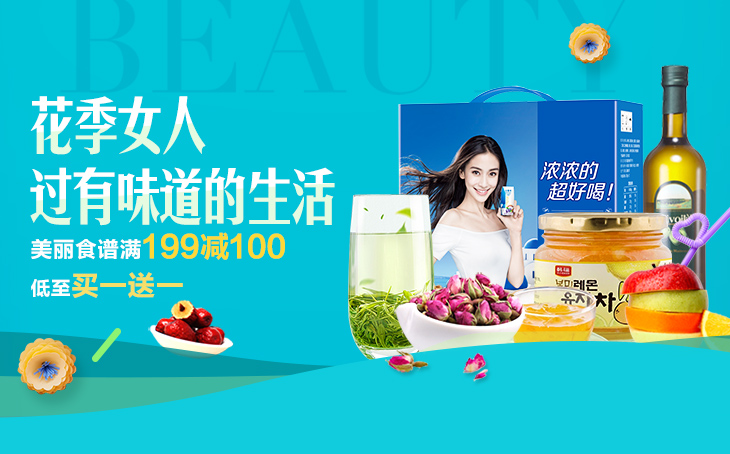 BEAUTY
花季女人
过有味道的生活
美丽食谱满199减100
低至买一送一
浓浓的
超好喝!
레몬
유자차